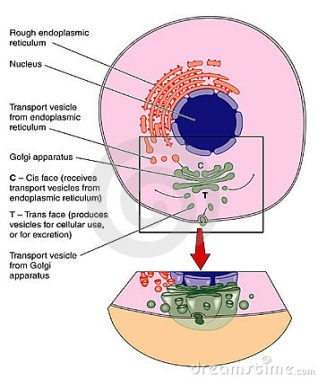 Rough endoplasmic
reticulum
Nucleus
Transport vesicle
from endoplasmic
reticulum
Golgi apparatus
C – Cis face (receives
transport vesicles from
endoplasmic reticulum)
T – Trans face (produces
vesicles for cellular use,
or for excretion)
Transport vesicle
from Golgi
apparatus
C
T
dreamstime.com